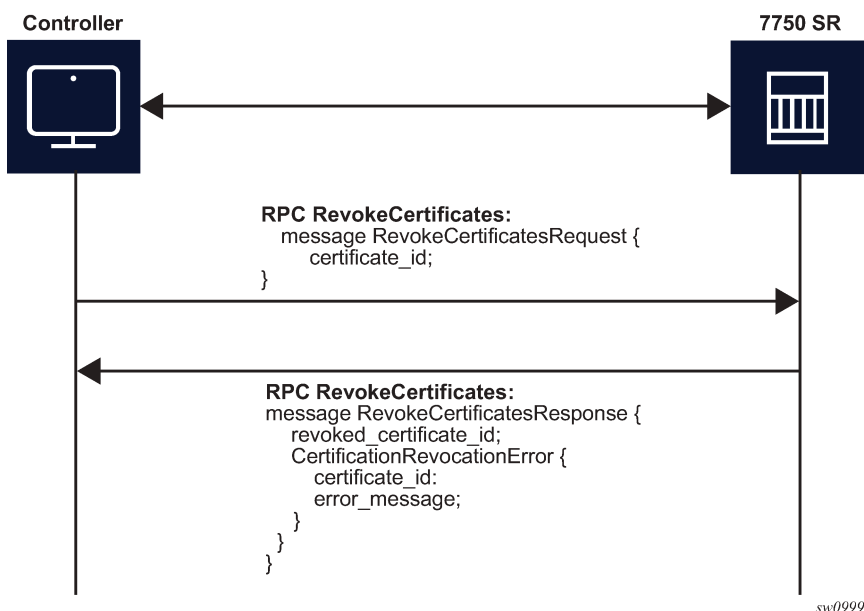 Controller
7750 SR
RPC RevokeCertificates:
message RevokeCertificatesRequest {
certificate_id;
}
RPC RevokeCertificates:
message RevokeCertificatesResponse {
revoked_certificate_id;
CertificationRevocationError {
certificate_id:
error_message;
}
}
}
sw0999